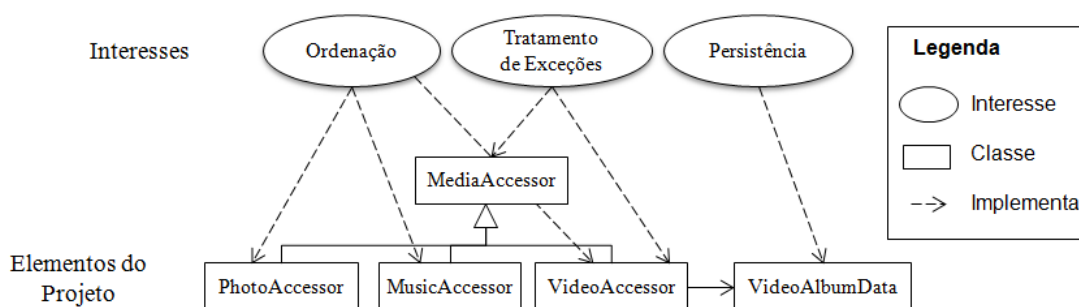 Interesses
Ordenação
Tratamento
de Exceções
Persistência
Legenda
Interesse
Classe
Implementa
MediaAccessor
Elementos do
Projeto
PhotoAccessor
MusicAccessor
VideoAccessor
VideoAlbumData